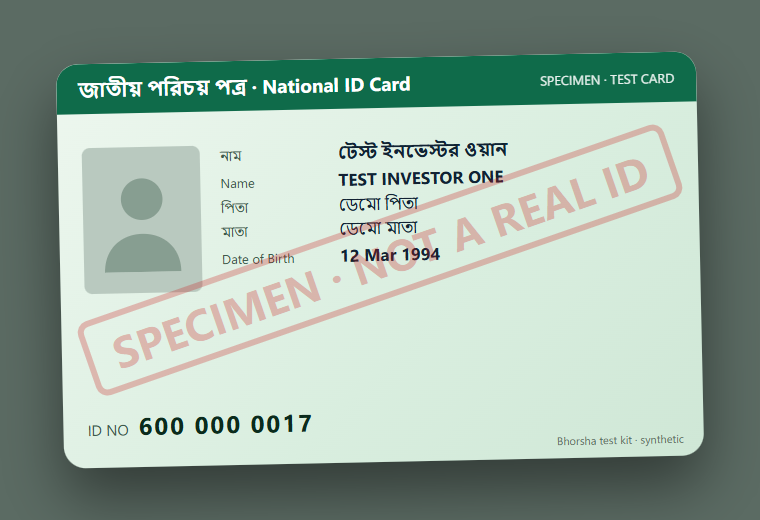 জাতীয় পরিচয় পত্র · National ID Card
SPECIMEN · TEST CARD
নাম টেস্ট ইনভেস্টর ওয়ান
Name TEST INVESTOR ONE
পিতা ডেমো পিতা
মাতা ডেমো মাতা
Date of Birth 12 Mar 1994
SPECIMEN · NOT A REAL ID
ID NO 600 000 0017
Bhorsha test kit · synthetic